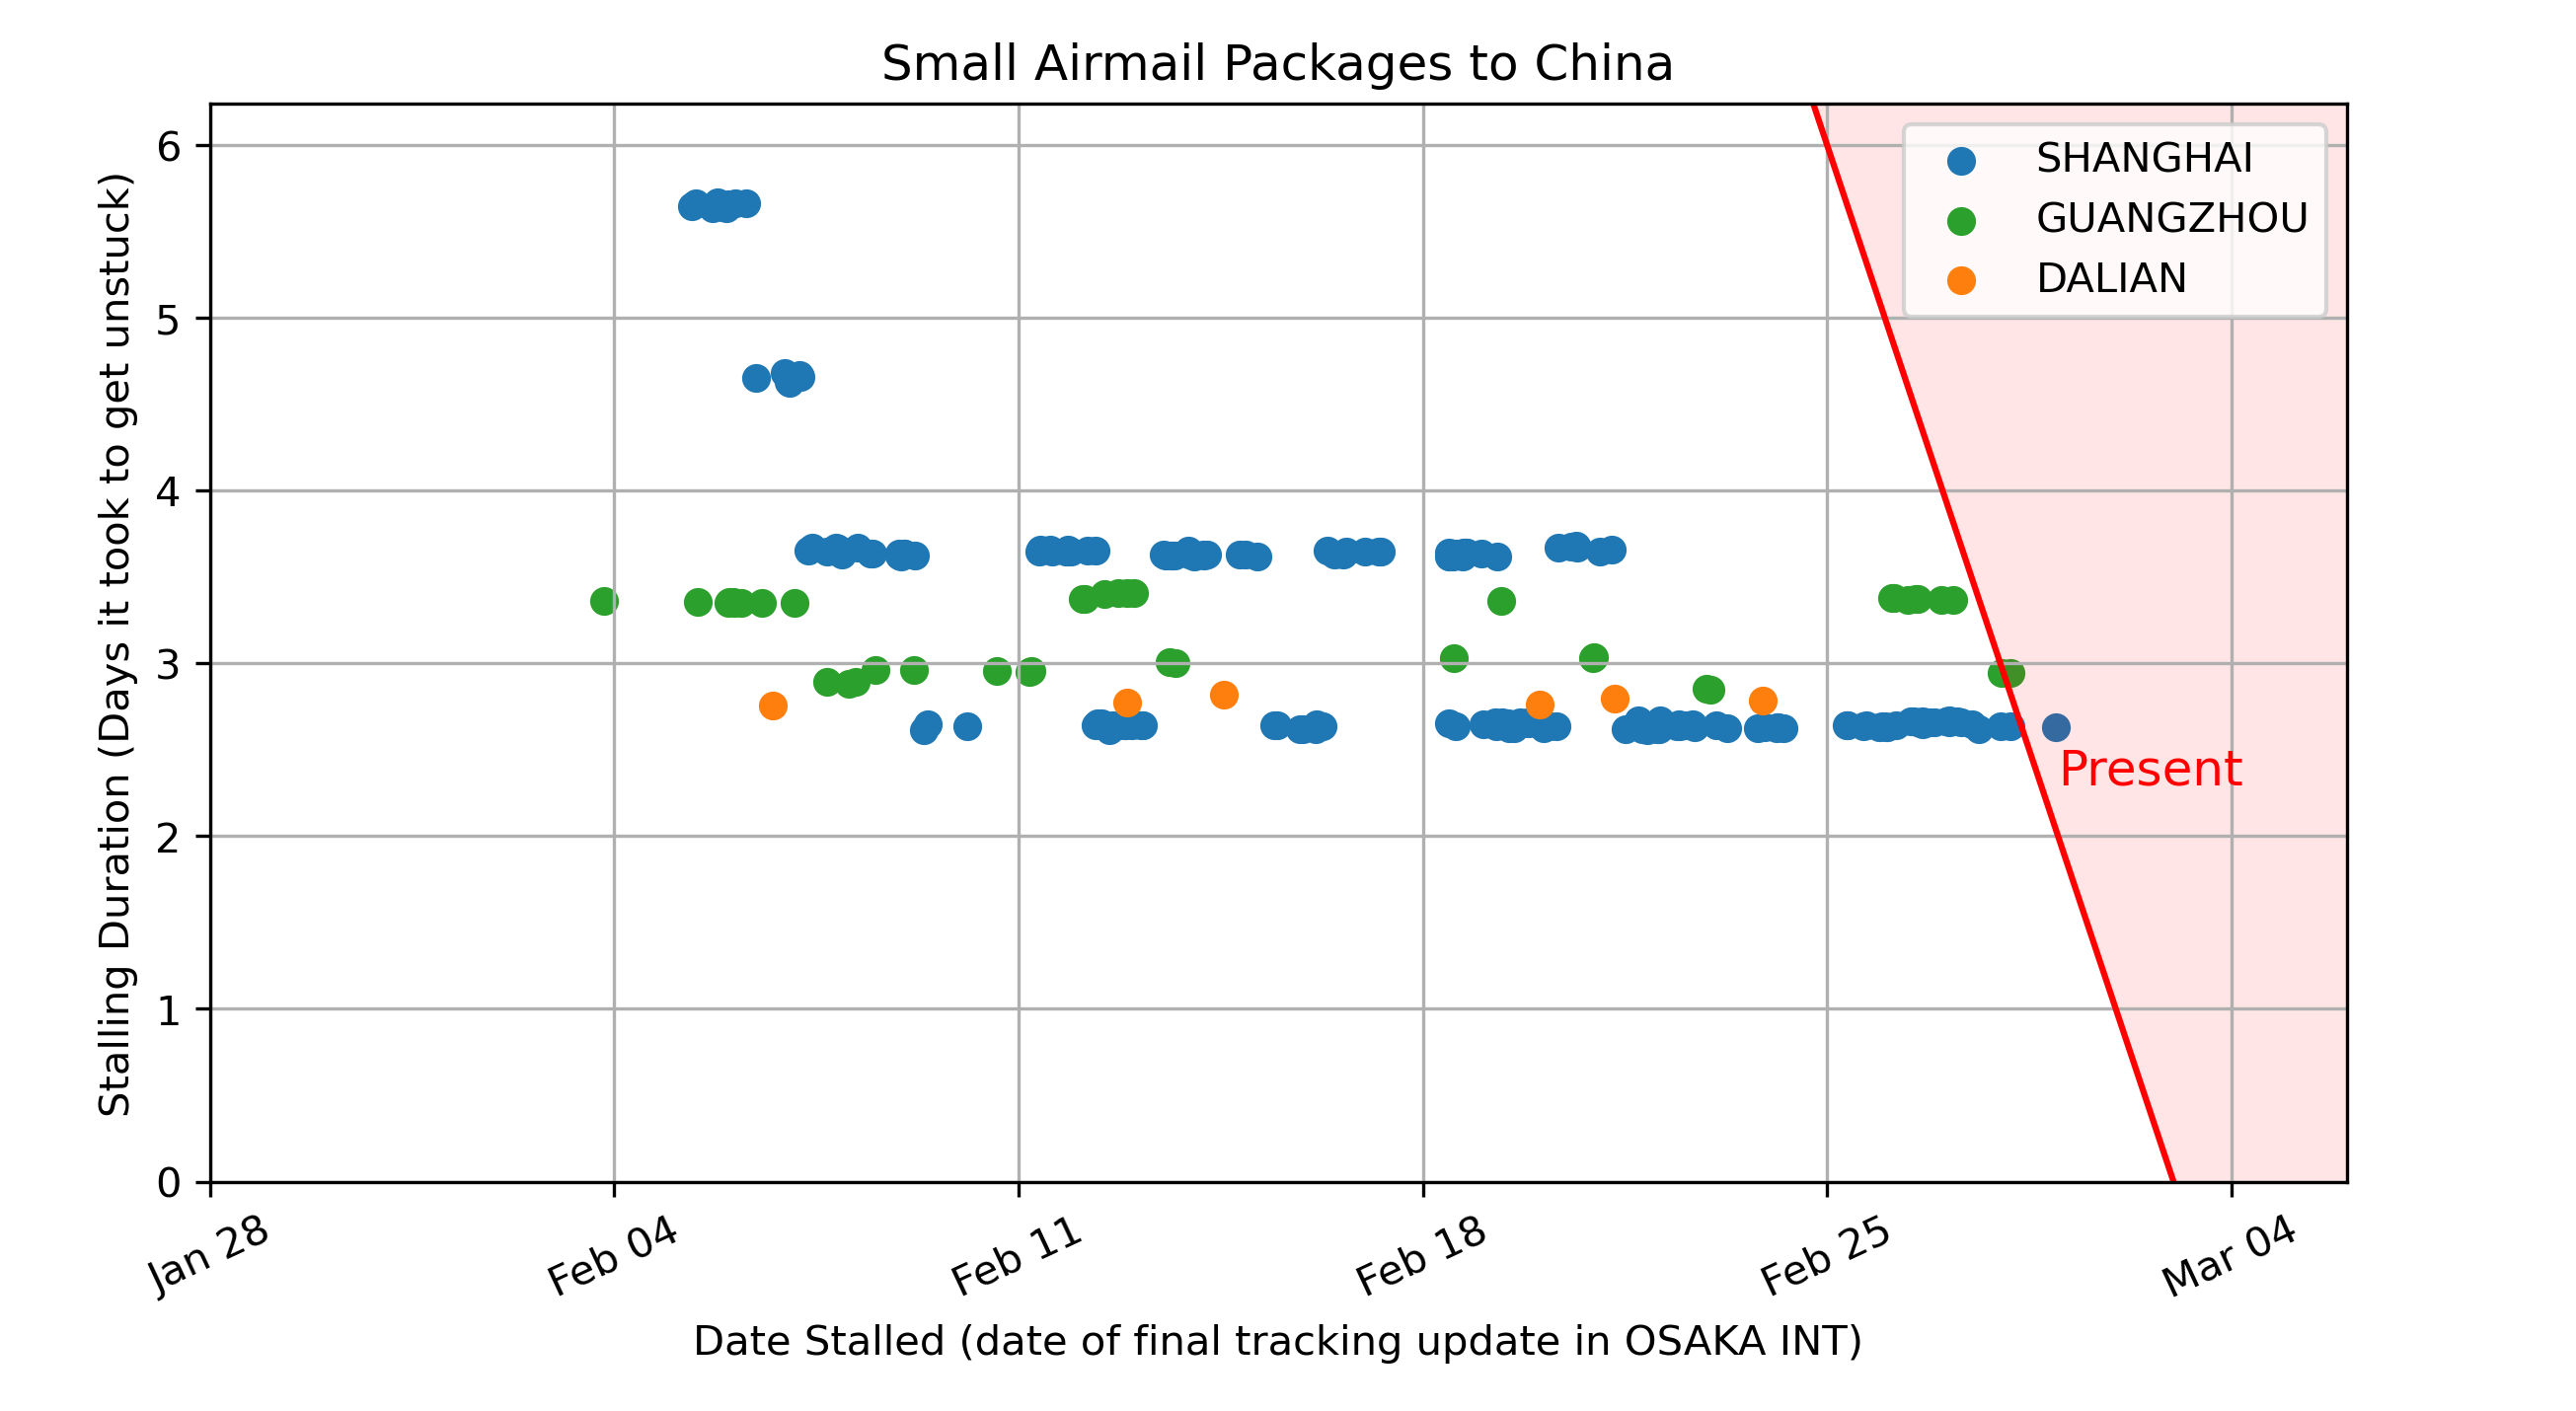 Small Airmail Packages to China
Stalling Duration (Days it took to get unstuck)
6
5
4
3
2
1
0
SHANGHAI
GUANGZHOU
DALIAN
Present
Jan 28
Feb 04
Feb 11
Feb 18
Feb 25
Mar 04
Date Stalled (date of final tracking update in OSAKA INT)